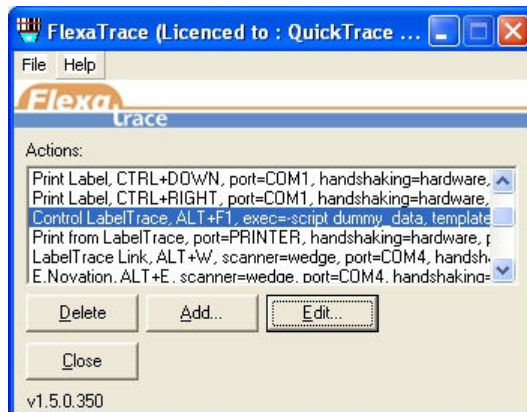 FlexaTrace (Licenced to : QuickTrace ...
File Help
Flexa
trace
Actions:
Print Label, CTRL+DOWN, port=COM1, handshaking=hardware,
Print Label, CTRL+RIGHT, port=COM1, handshaking=hardware,
Control LabelTrace, ALT+F1, exec=-script dummy_data, template
Print from LabelTrace, port=PRINTER, handshaking=hardware, p
LabelTrace Link, ALT+W, scanner=wedge, port=COM4, handsh
E.Novation, ALT+E, scanner=wedge, port=COM4, handshaking=
Delete Add... Edit...
Close
v1.5.0.350